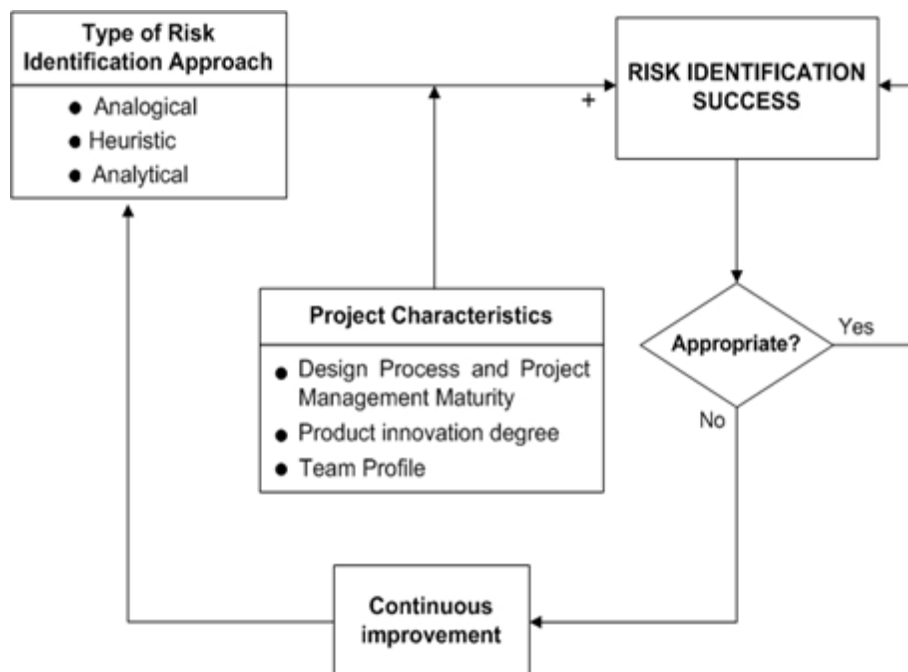 Type of Risk
Identification Approach
● Analogical
● Heuristic
● Analytical
+
RISK IDENTIFICATION
SUCCESS
Project Characteristics
● Design Process and Project
Management Maturity
● Product innovation degree
● Team Profile
Appropriate?
Yes
No
Continuous
improvement